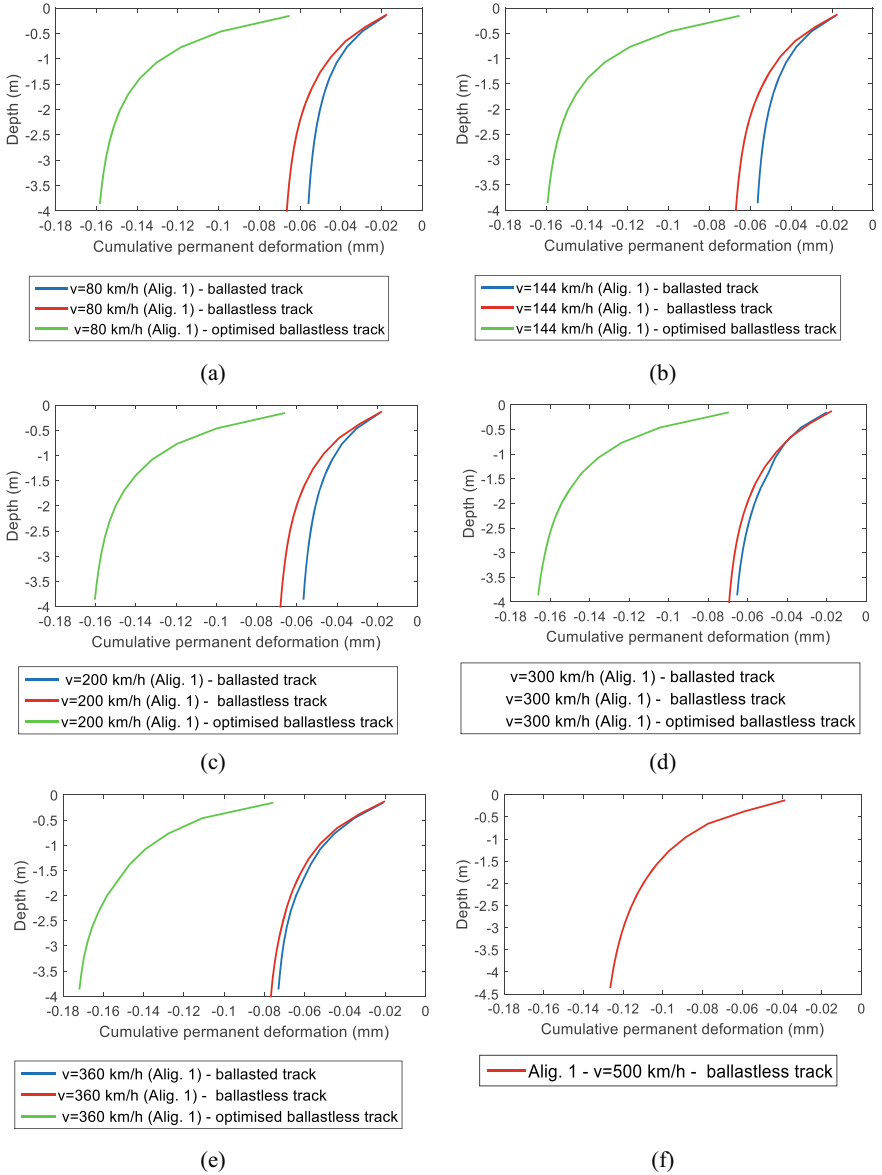 0
-0.5
-1
-1.5
-2
-2.5
-3
-3.5
-4
Depth (m)
-0.18 -0.16 -0.14 -0.12 -0.1 -0.08 -0.06 -0.04 -0.02 0
Cumulative permanent deformation (mm)
v=80 km/h (Alig. 1) - ballasted track
v=80 km/h (Alig. 1) - ballastless track
v=80 km/h (Alig. 1) - optimised ballastless track
(a)
0
-0.5
-1
-1.5
-2
-2.5
-3
-3.5
-4
Depth (m)
-0.18 -0.16 -0.14 -0.12 -0.1 -0.08 -0.06 -0.04 -0.02 0
Cumulative permanent deformation (mm)
v=144 km/h (Alig. 1) - ballasted track
v=144 km/h (Alig. 1) - ballastless track
v=144 km/h (Alig. 1) - optimised ballastless track
(b)
0
-0.5
-1
-1.5
-2
-2.5
-3
-3.5
-4
Depth (m)
-0.18 -0.16 -0.14 -0.12 -0.1 -0.08 -0.06 -0.04 -0.02 0
Cumulative permanent deformation (mm)
v=200 km/h (Alig. 1) - ballasted track
v=200 km/h (Alig. 1) - ballastless track
v=200 km/h (Alig. 1) - optimised ballastless track
(c)
0
-0.5
-1
-1.5
-2
-2.5
-3
-3.5
-4
Depth (m)
-0.18 -0.16 -0.14 -0.12 -0.1 -0.08 -0.06 -0.04 -0.02 0
Cumulative permanent deformation (mm)
v=300 km/h (Alig. 1) - ballasted track
v=300 km/h (Alig. 1) - ballastless track
v=300 km/h (Alig. 1) - optimised ballastless track
(d)
0
-0.5
-1
-1.5
-2
-2.5
-3
-3.5
-4
Depth (m)
-0.18 -0.16 -0.14 -0.12 -0.1 -0.08 -0.06 -0.04 -0.02 0
Cumulative permanent deformation (mm)
v=360 km/h (Alig. 1) - ballasted track
v=360 km/h (Alig. 1) - ballastless track
v=360 km/h (Alig. 1) - optimised ballastless track
(e)
0
-0.5
-1
-1.5
-2
-2.5
-3
-3.5
-4
-4.5
Depth (m)
-0.18 -0.16 -0.14 -0.12 -0.1 -0.08 -0.06 -0.04 -0.02 0
Cumulative permanent deformation (mm)
Alig. 1 - v=500 km/h - ballastless track
(f)